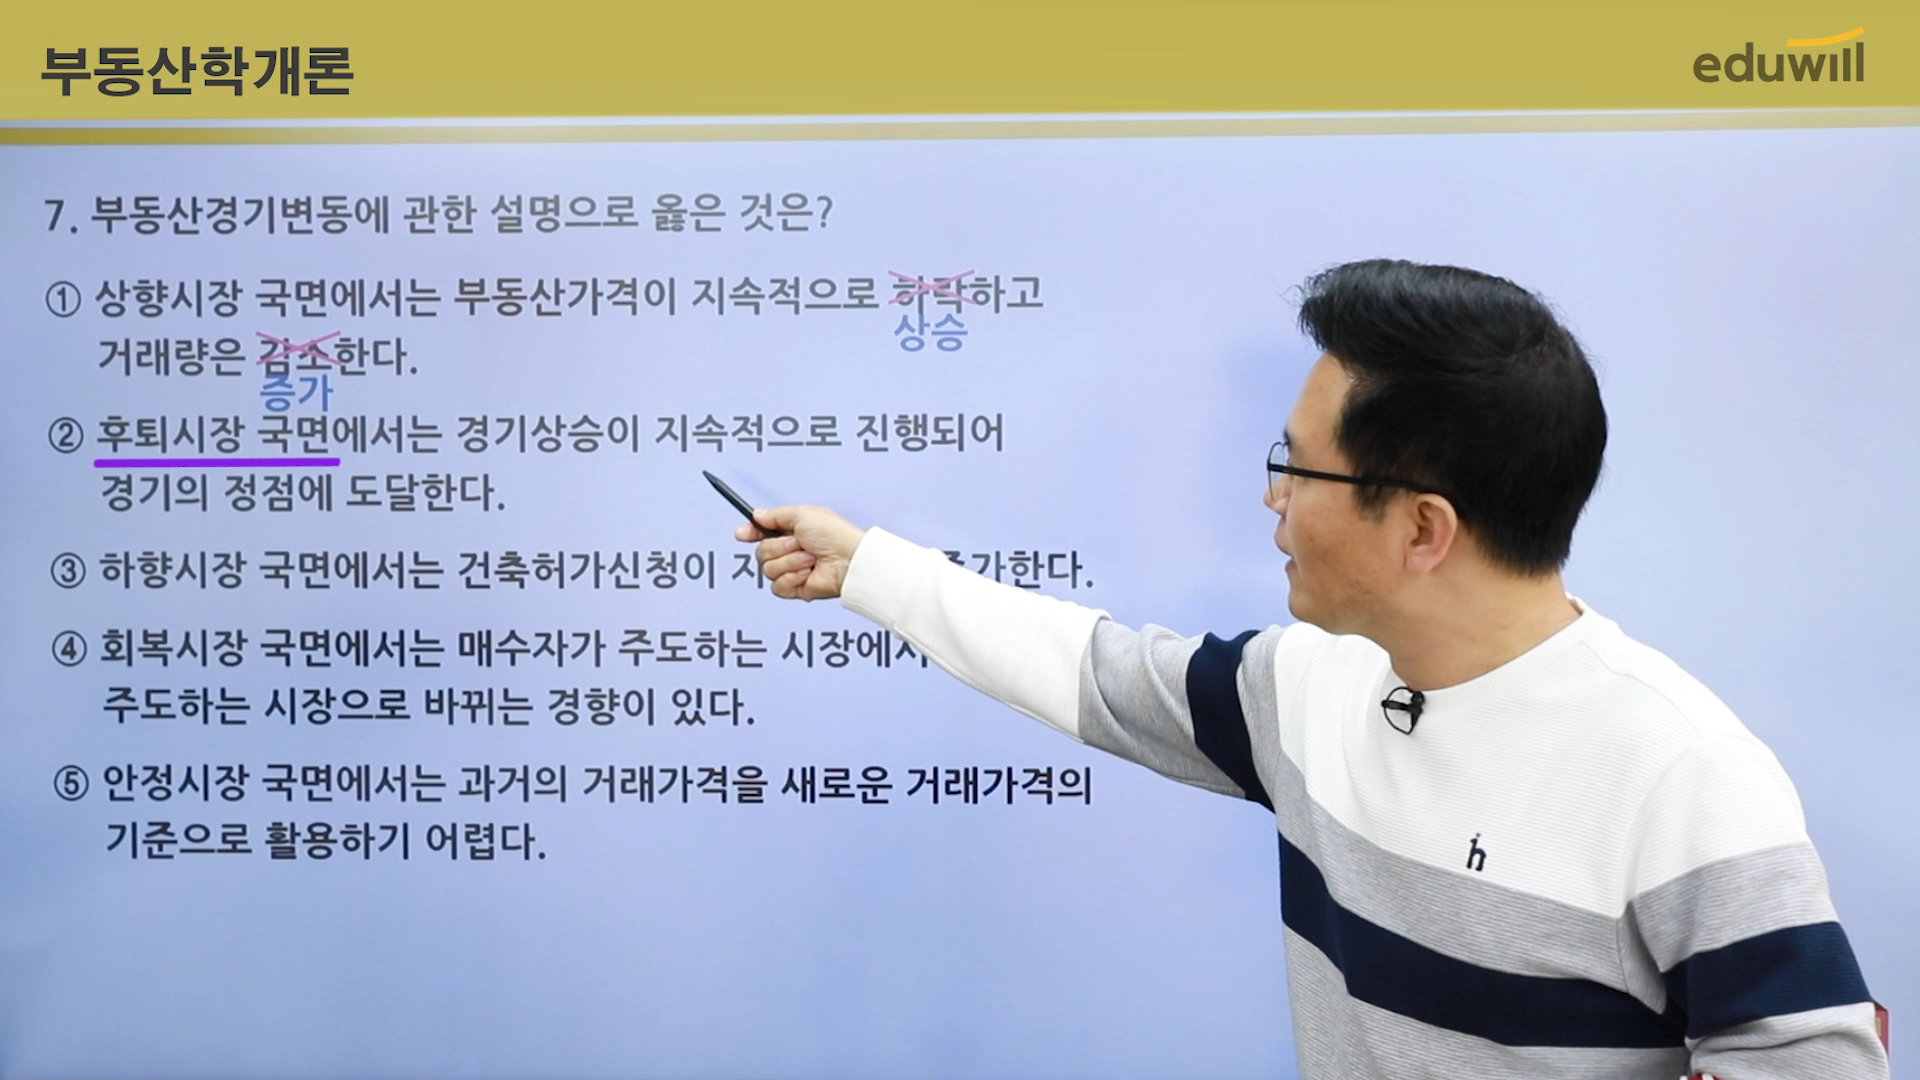 부동산학개론
eduwill
7. 부동산경기변동에 관한 설명으로 옳은 것은?
① 상향시장 국면에서는 부동산가격이 지속적으로 하락하고
상승
거래량은 감소한다.
증가
② 후퇴시장 국면에서는 경기상승이 지속적으로 진행되어
경기의 정점에 도달한다.
③ 하향시장 국면에서는 건축허가신청이 증가한다.
④ 회복시장 국면에서는 매수자가 주도하는 시장에서
주도하는 시장으로 바뀌는 경향이 있다.
⑤ 안정시장 국면에서는 과거의 거래가격을 새로운 거래가격의
기준으로 활용하기 어렵다.
h